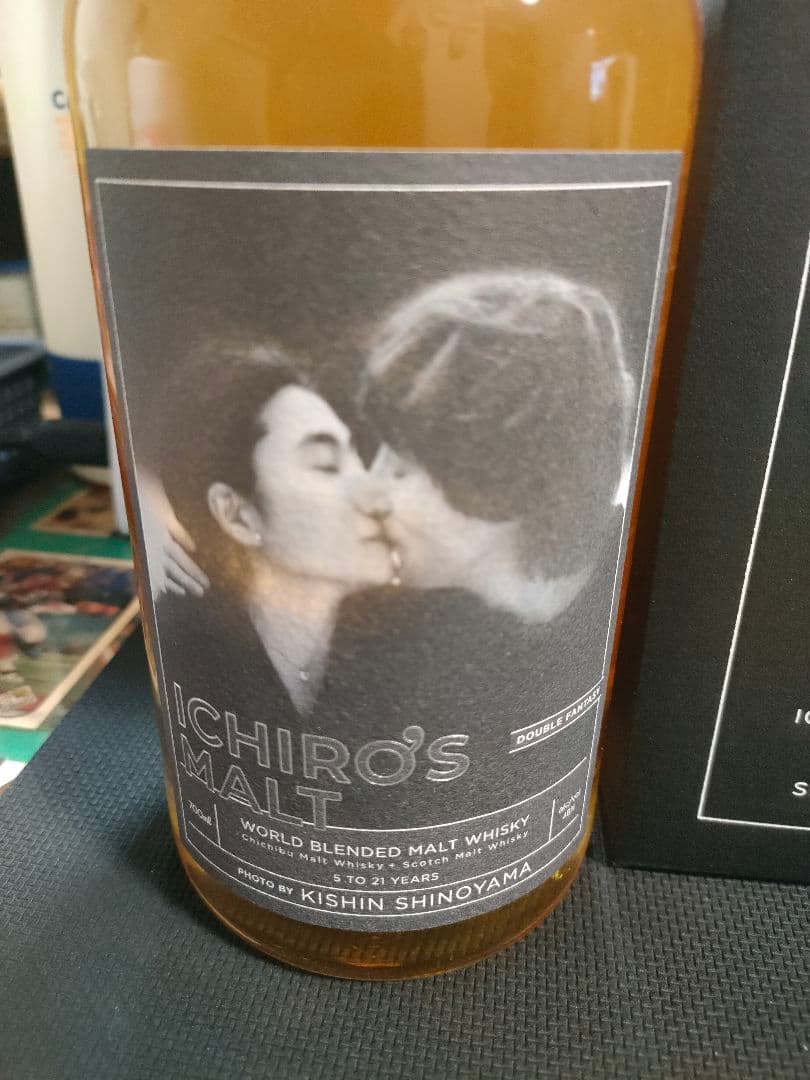 ICHIRO'S
MALT
DOUBLE FANTASY
700ml
WORLD BLENDED MALT WHISKY
Chichibu Malt Whisky + Scotch Malt Whisky
5 TO 21 YEARS
PHOTO BY KISHIN SHINOYAMA